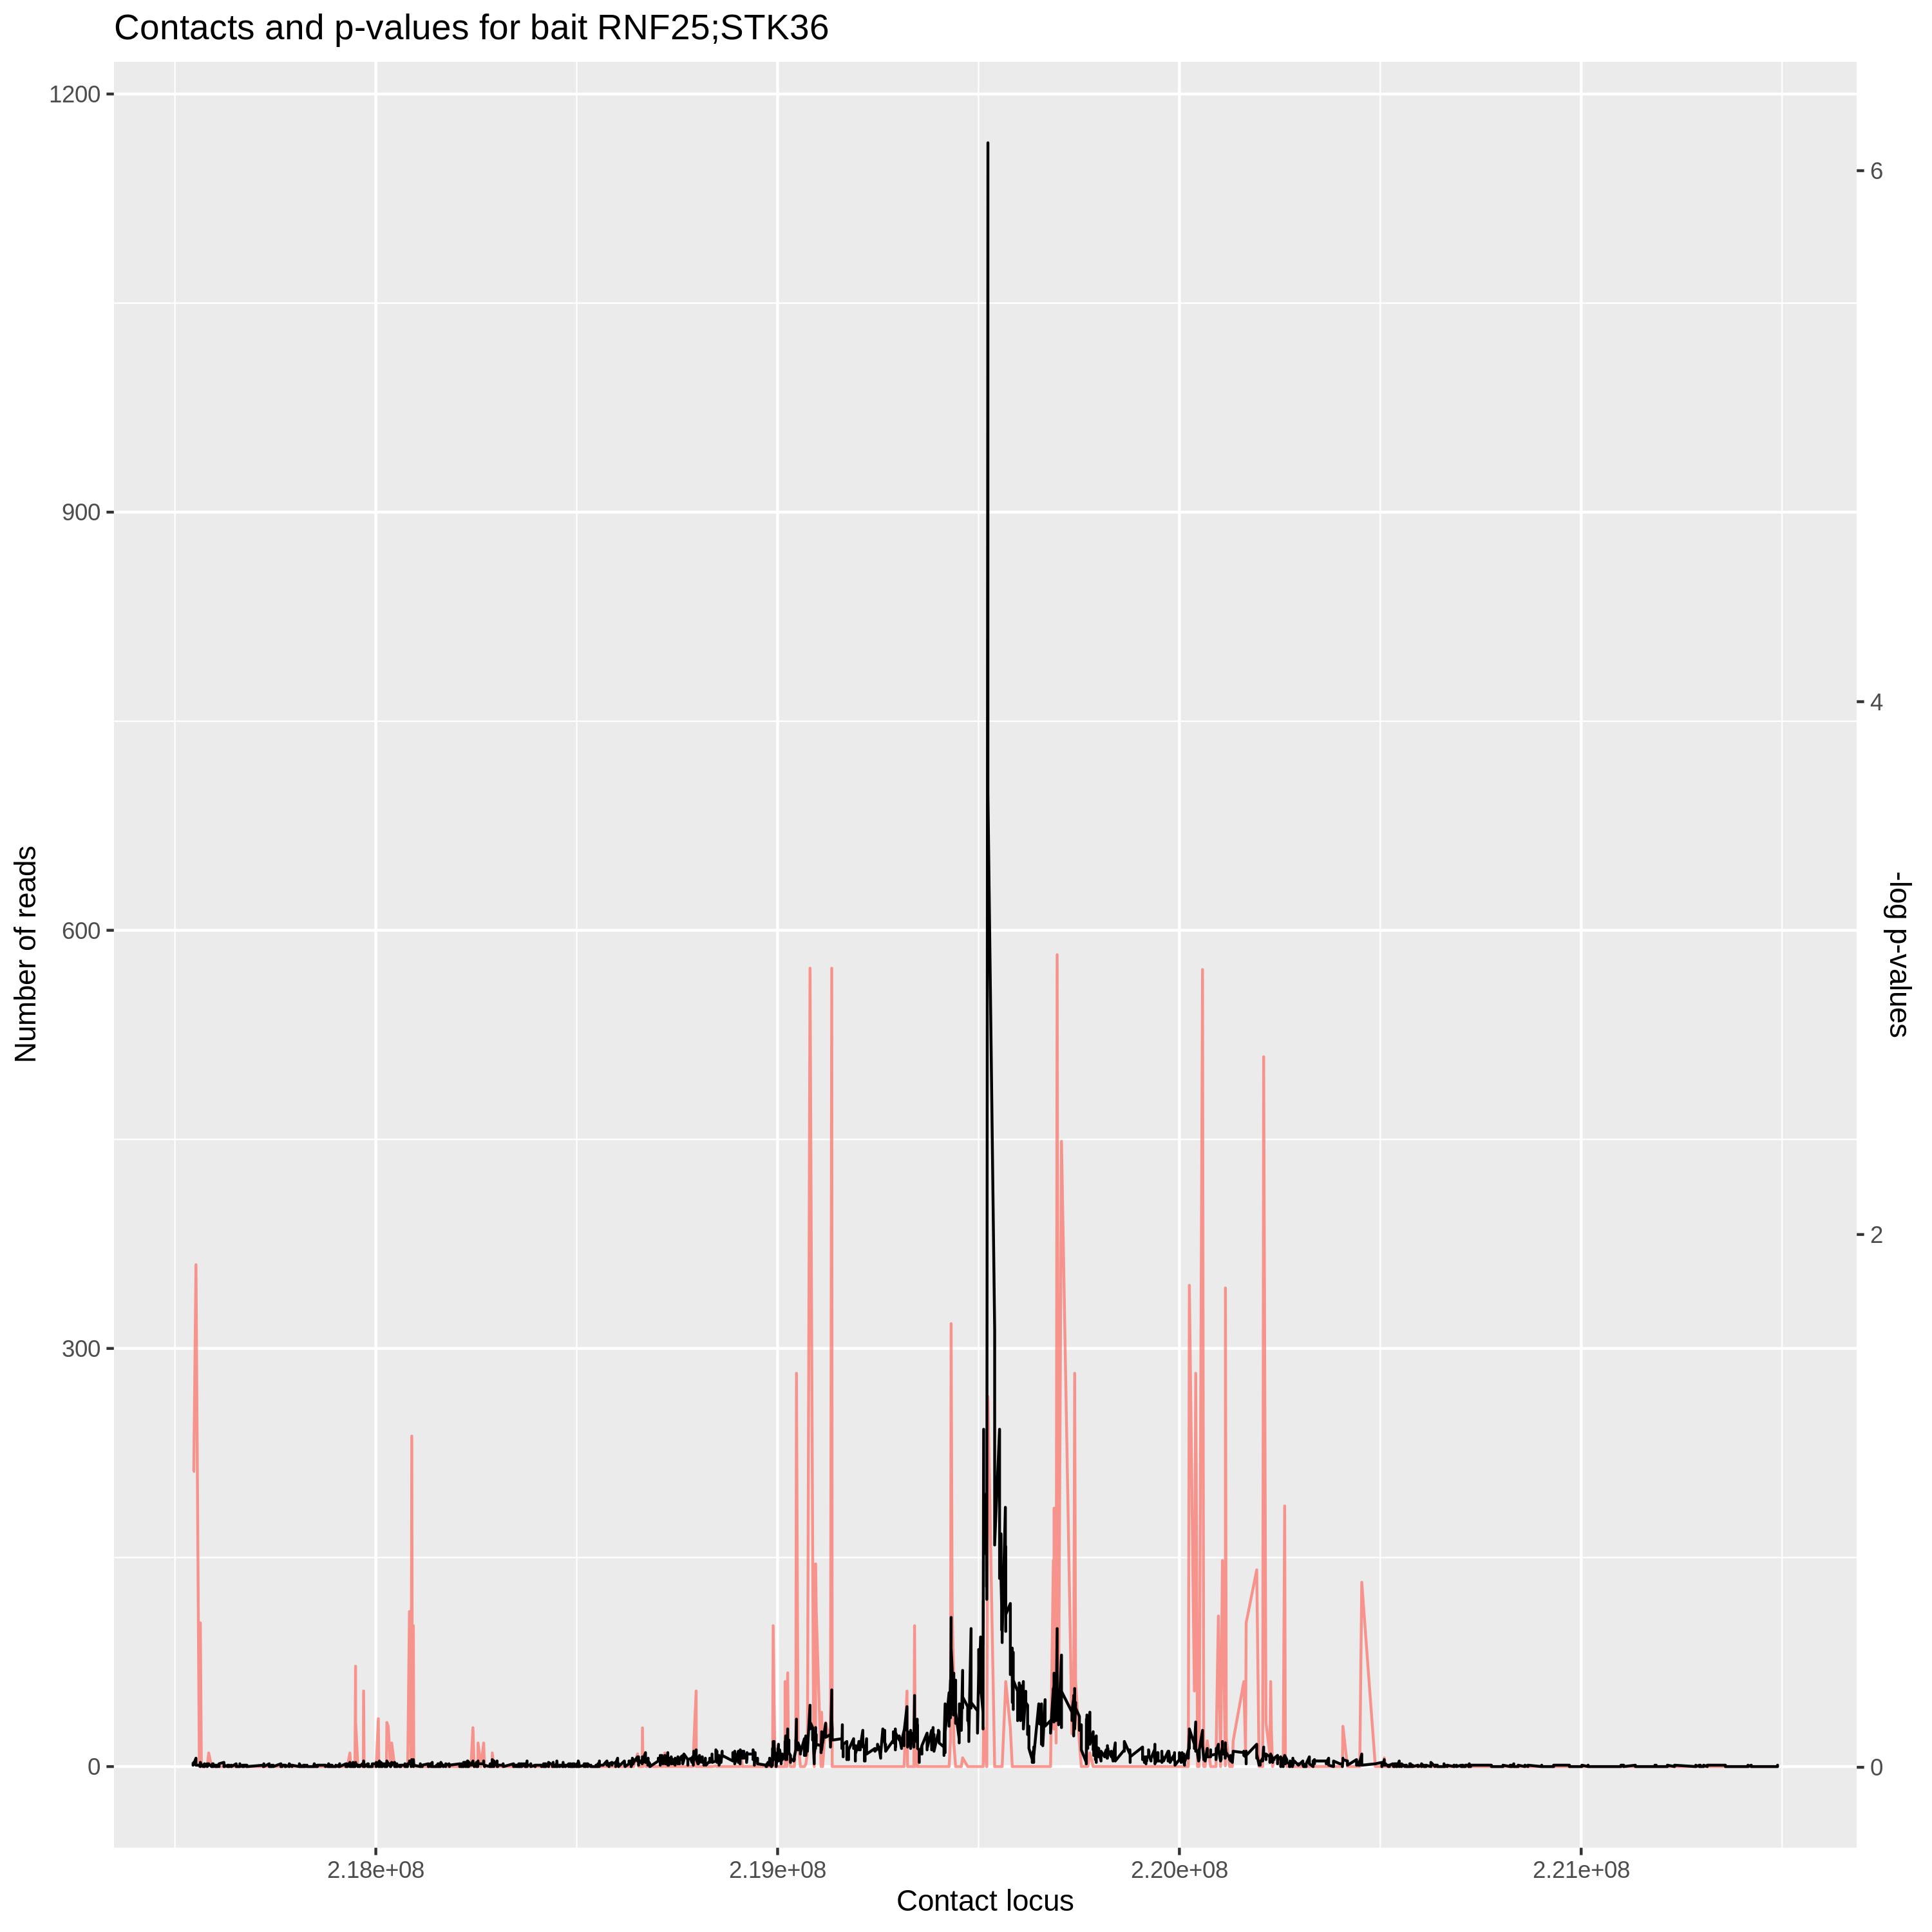 Contacts and p-values for bait RNF25;STK36
1200
900
600
300
0
Number of reads
6
4
2
0
-log p-values
2.18e+08 2.19e+08 2.20e+08 2.21e+08
Contact locus